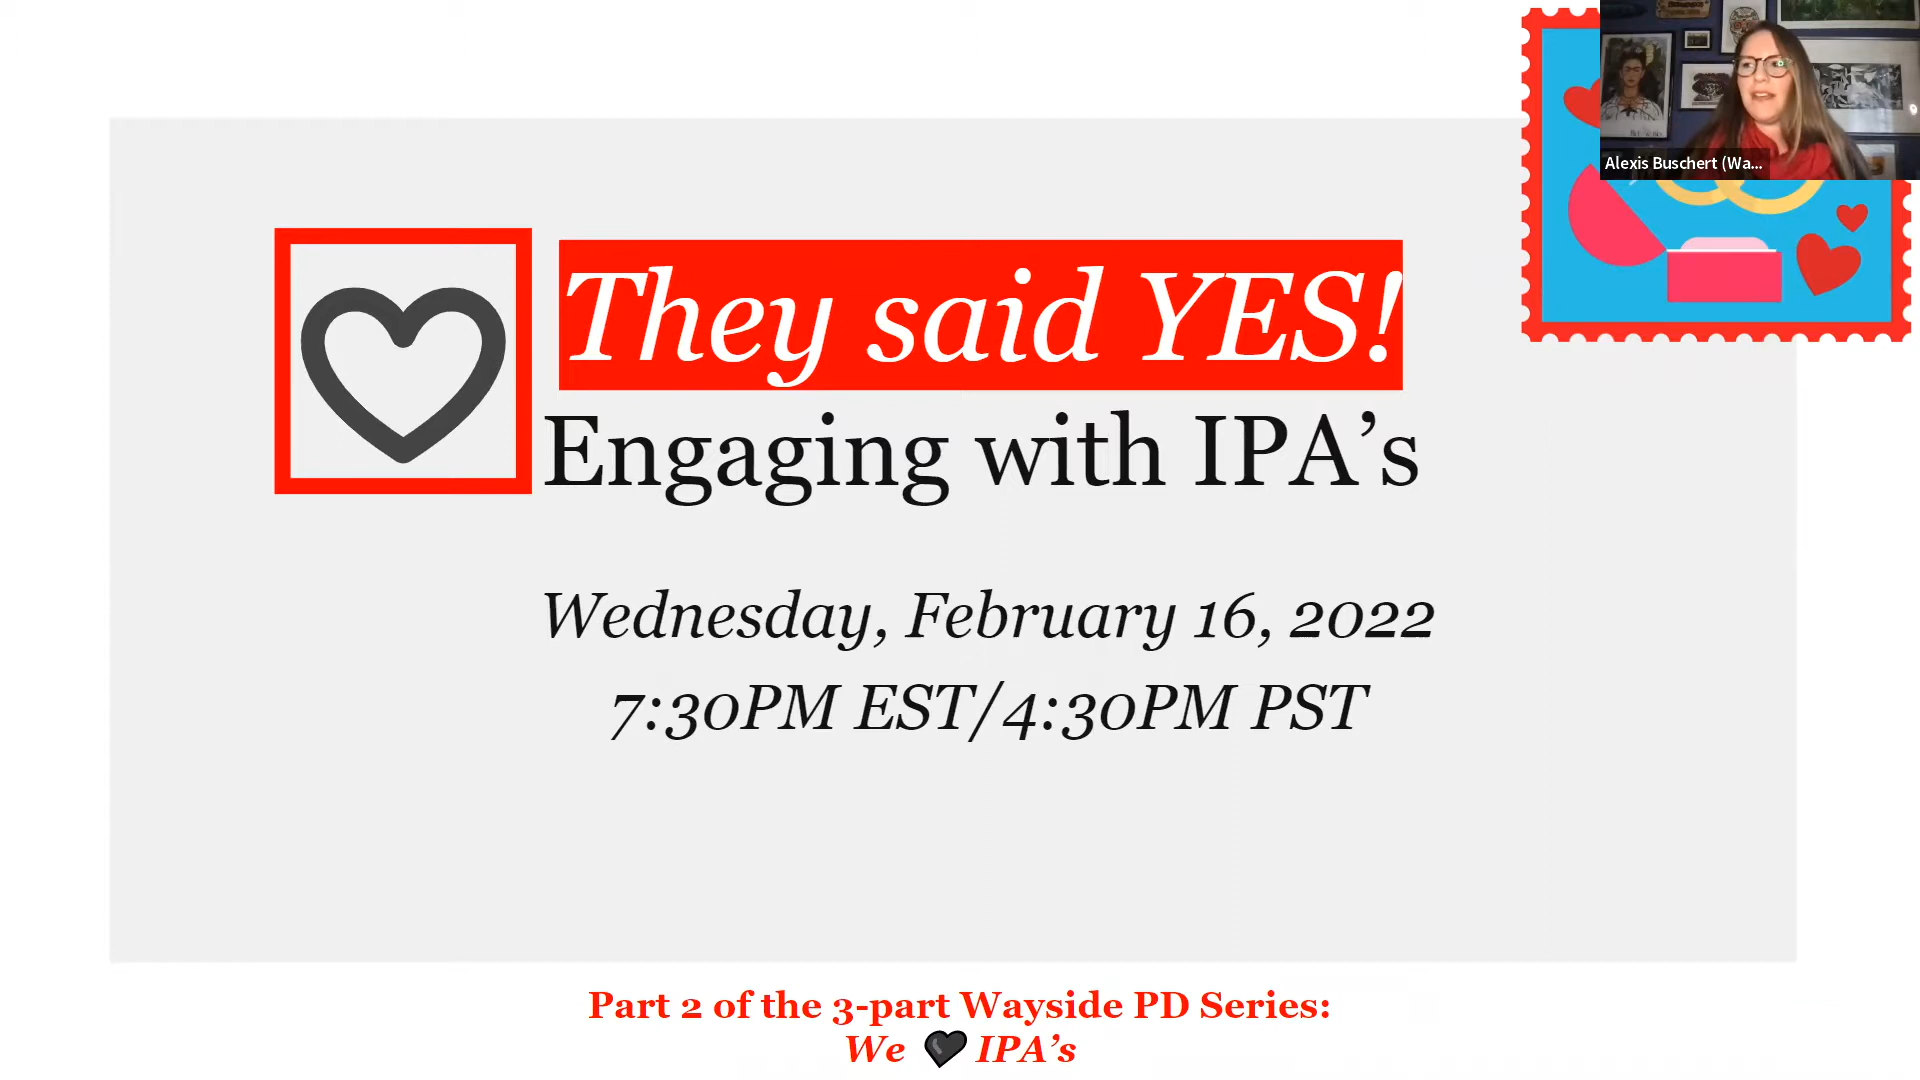 Alexis Buschert (Wa...
They said YES!
Engaging with IPA’s
Wednesday, February 16, 2022
7:30PM EST/4:30PM PST
Part 2 of the 3-part Wayside PD Series:
We 🖤 IPA’s